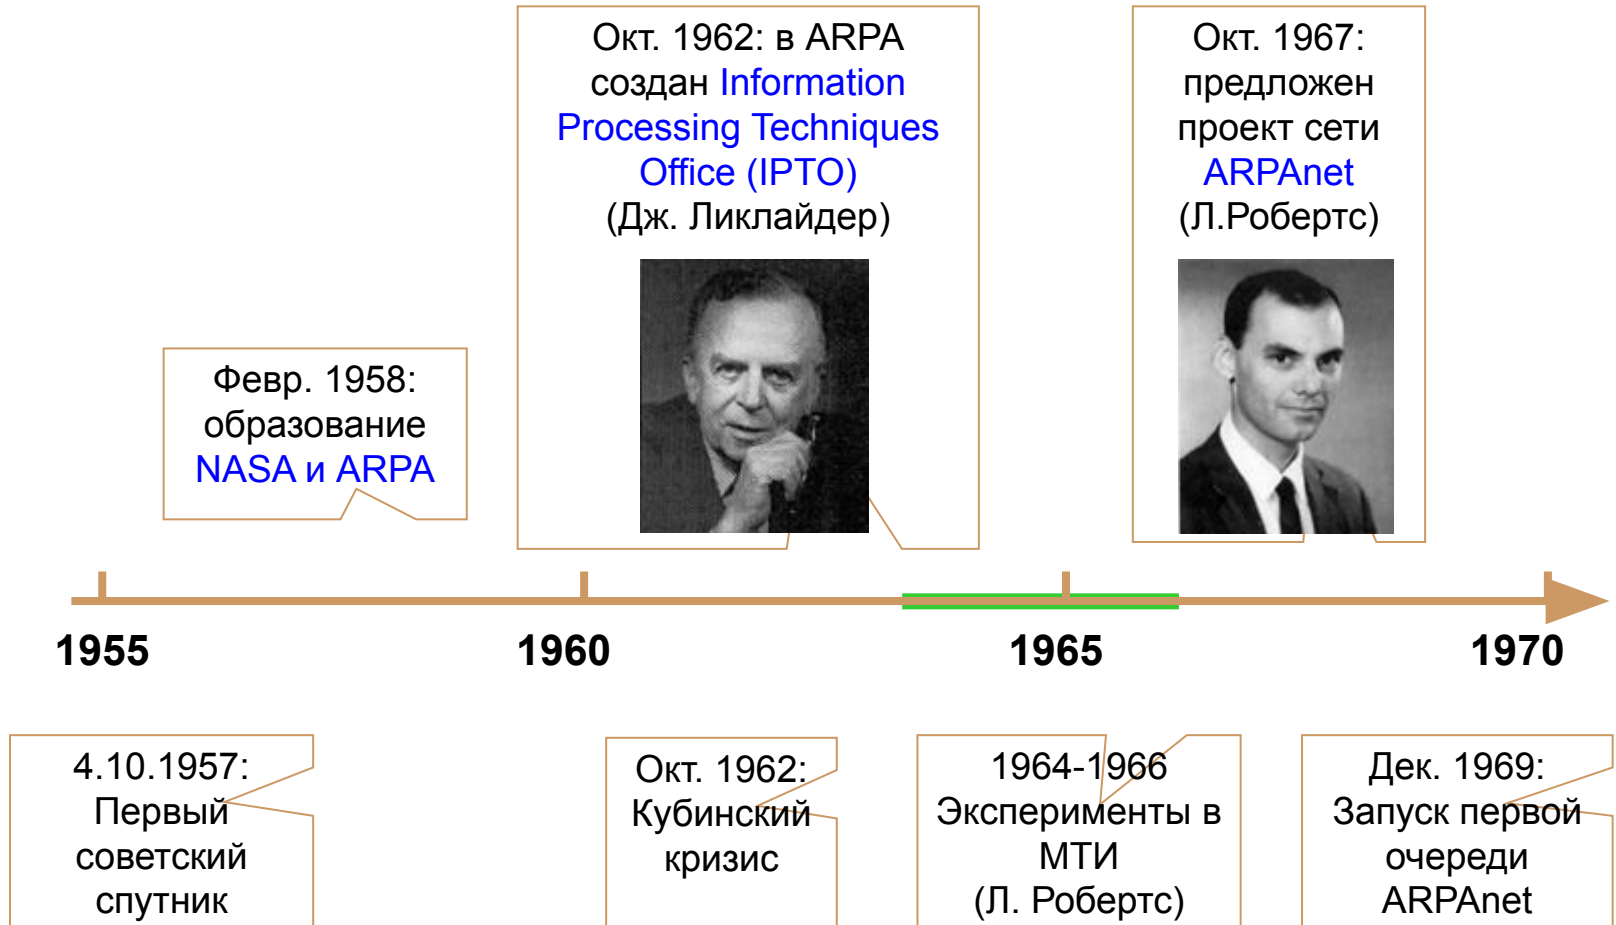 Окт. 1962: в ARPA
создан Information
Processing Techniques
Office (IPTO)
(Дж. Ликлайдер)
Окт. 1967:
предложен
проект сети
ARPAnet
(Л.Робертс)
Февр. 1958:
образование
NASA и ARPA
1955
1960
1965
1970
4.10.1957:
Первый
советский
спутник
Окт. 1962:
Кубинский
кризис
1964-1966
Эксперименты в
МТИ
(Л. Робертс)
Дек. 1969:
Запуск первой
очереди
ARPAnet